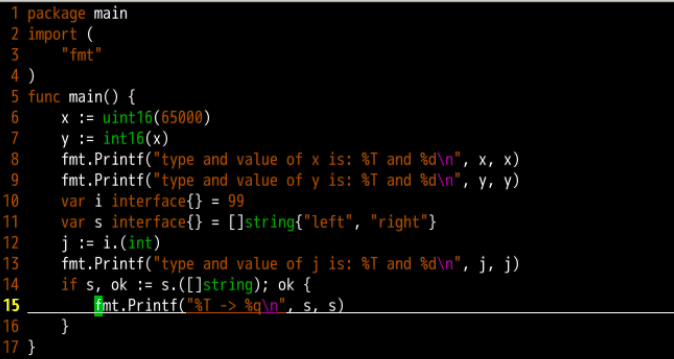 1 package main
2 import (
3     "fmt"
4 )
5 func main() {
6     x := uint16(65000)
7     y := int16(x)
8     fmt.Printf("type and value of x is: %T and %d\n", x, x)
9     fmt.Printf("type and value of y is: %T and %d\n", y, y)
10     var i interface{} = 99
11     var s interface{} = []string{"left", "right"}
12     j := i.(int)
13     fmt.Printf("type and value of j is: %T and %d\n", j, j)
14     if s, ok := s.([]string); ok {
15         fmt.Printf("%T -> %q\n", s, s)
16     }
17 }